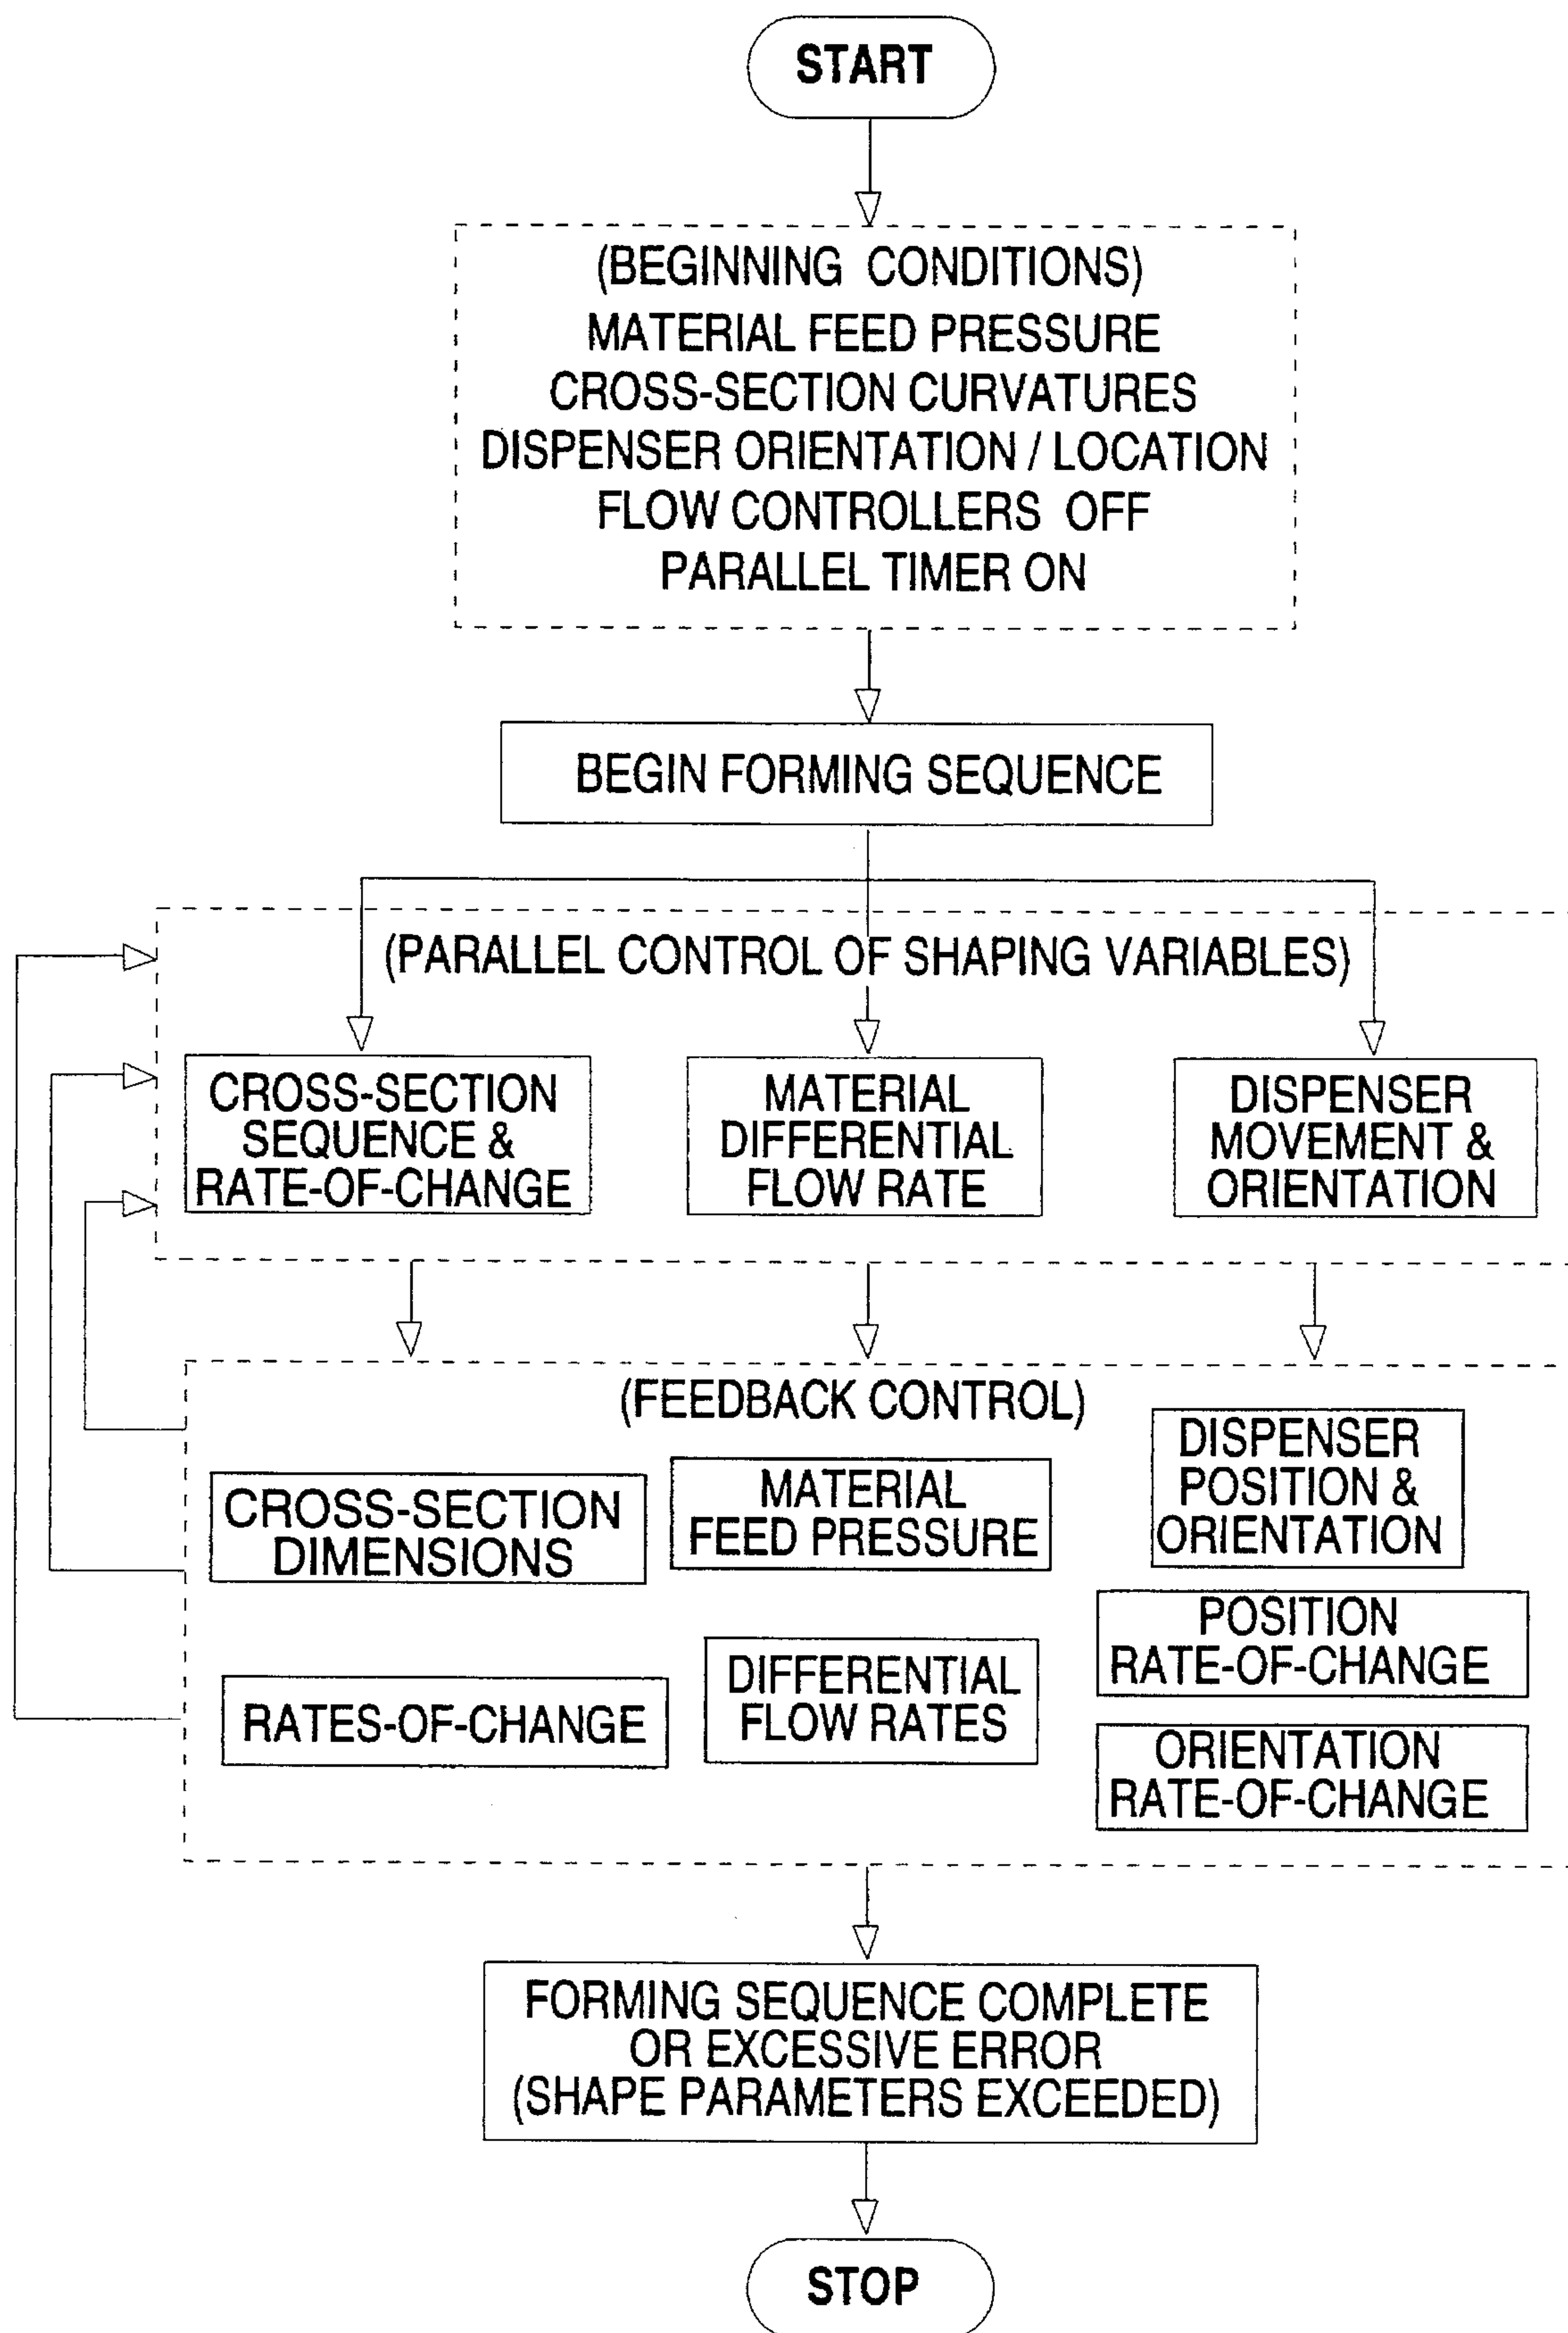 START
(BEGINNING CONDITIONS)
MATERIAL FEED PRESSURE
CROSS-SECTION CURVATURES
DISPENSER ORIENTATION / LOCATION
FLOW CONTROLLERS OFF
PARALLEL TIMER ON
BEGIN FORMING SEQUENCE
(PARALLEL CONTROL OF SHAPING VARIABLES)
CROSS-SECTION
SEQUENCE &
RATE-OF-CHANGE
MATERIAL
DIFFERENTIAL
FLOW RATE
DISPENSER
MOVEMENT &
ORIENTATION
(FEEDBACK CONTROL)
CROSS-SECTION
DIMENSIONS
MATERIAL
FEED PRESSURE
DISPENSER
POSITION &
ORIENTATION
RATES-OF-CHANGE
DIFFERENTIAL
FLOW RATES
POSITION
RATE-OF-CHANGE
ORIENTATION
RATE-OF-CHANGE
FORMING SEQUENCE COMPLETE
OR EXCESSIVE ERROR
(SHAPE PARAMETERS EXCEEDED)
STOP